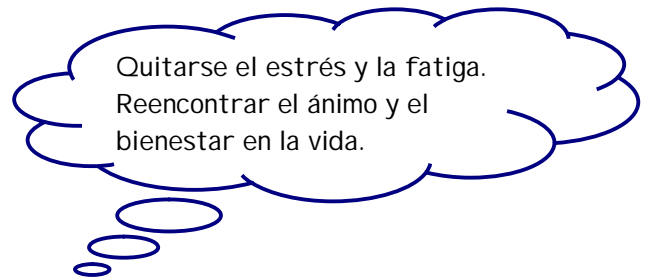 Quitarse el estrés y la fatiga.
Reencontrar el ánimo y el
bienestar en la vida.